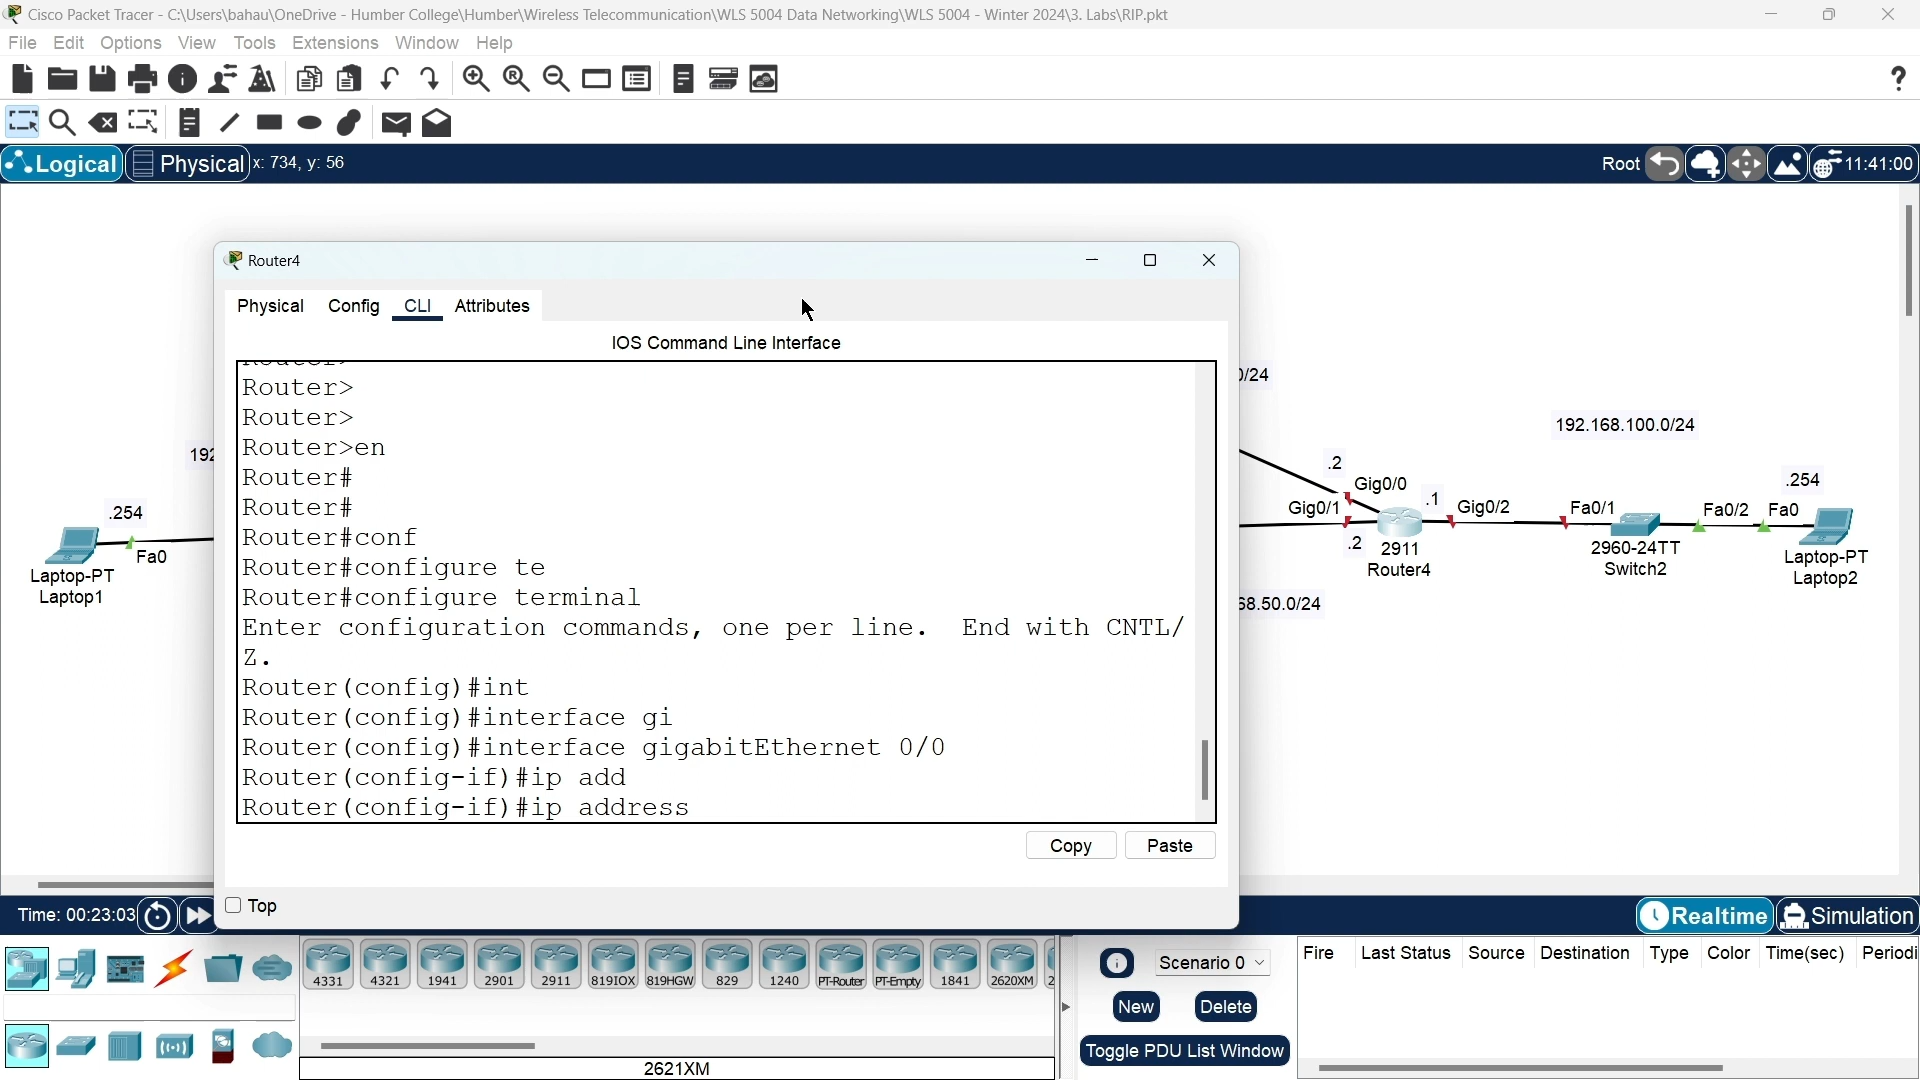 Cisco Packet Tracer - C:\Users\bahau\OneDrive - Humber College\Humber\Wireless Telecommunication\WLS 5004 Data Networking\WLS 5004 - Winter 2024\3. Labs\RIP.pkt
File Edit Options View Tools Extensions Window Help
Logical Physical x: 734, y: 56
Root 11:41:00
Router4
Physical Config CLI Attributes
IOS Command Line Interface
Router>
Router>
Router>en
Router#
Router#
Router#conf
Router#configure te
Router#configure terminal
Enter configuration commands, one per line. End with CNTL/
Z.
Router(config)#int
Router(config)#interface gi
Router(config)#interface gigabitEthernet 0/0
Router(config-if)#ip add
Router(config-if)#ip address
Copy Paste
Top
192
.254
Fa0
Laptop-PT
Laptop1
0/24
192.168.100.0/24
.2
Gig0/0
.254
Gig0/1 .1 Gig0/2 Fa0/1 Fa0/2 Fa0
.2 2911
Router4
2960-24TT
Switch2
Laptop-PT
Laptop2
68.50.0/24
Time: 00:23:03
Realtime Simulation
4331 4321 1941 2901 2911 819IOX 819HGW 829 1240 PT-Router PT-Empty 1841 2620XM 2
2621XM
Scenario 0
New Delete
Toggle PDU List Window
Fire Last Status Source Destination Type Color Time(sec) Periodi